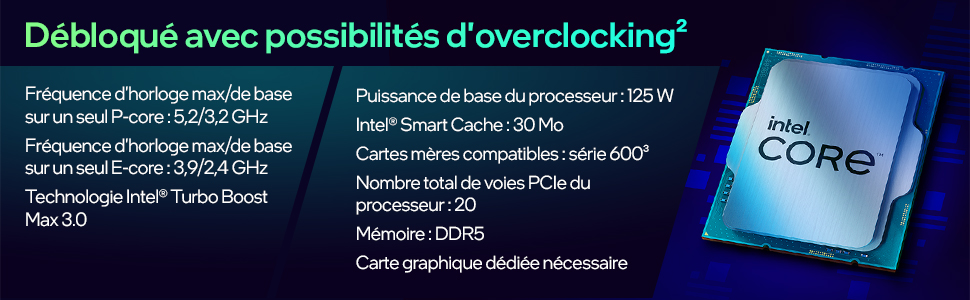 Débloqué avec possibilités d'overclocking²
Fréquence d'horloge max/de base
sur un seul P-core : 5,2/3,2 GHz
Fréquence d'horloge max/de base
sur un seul E-core : 3,9/2,4 GHz
Technologie Intel® Turbo Boost
Max 3.0
Puissance de base du processeur : 125 W
Intel® Smart Cache : 30 Mo
Cartes mères compatibles : série 600³
Nombre total de voies PCIe du
processeur : 20
Mémoire : DDR5
Carte graphique dédiée nécessaire
intel.
CORE™